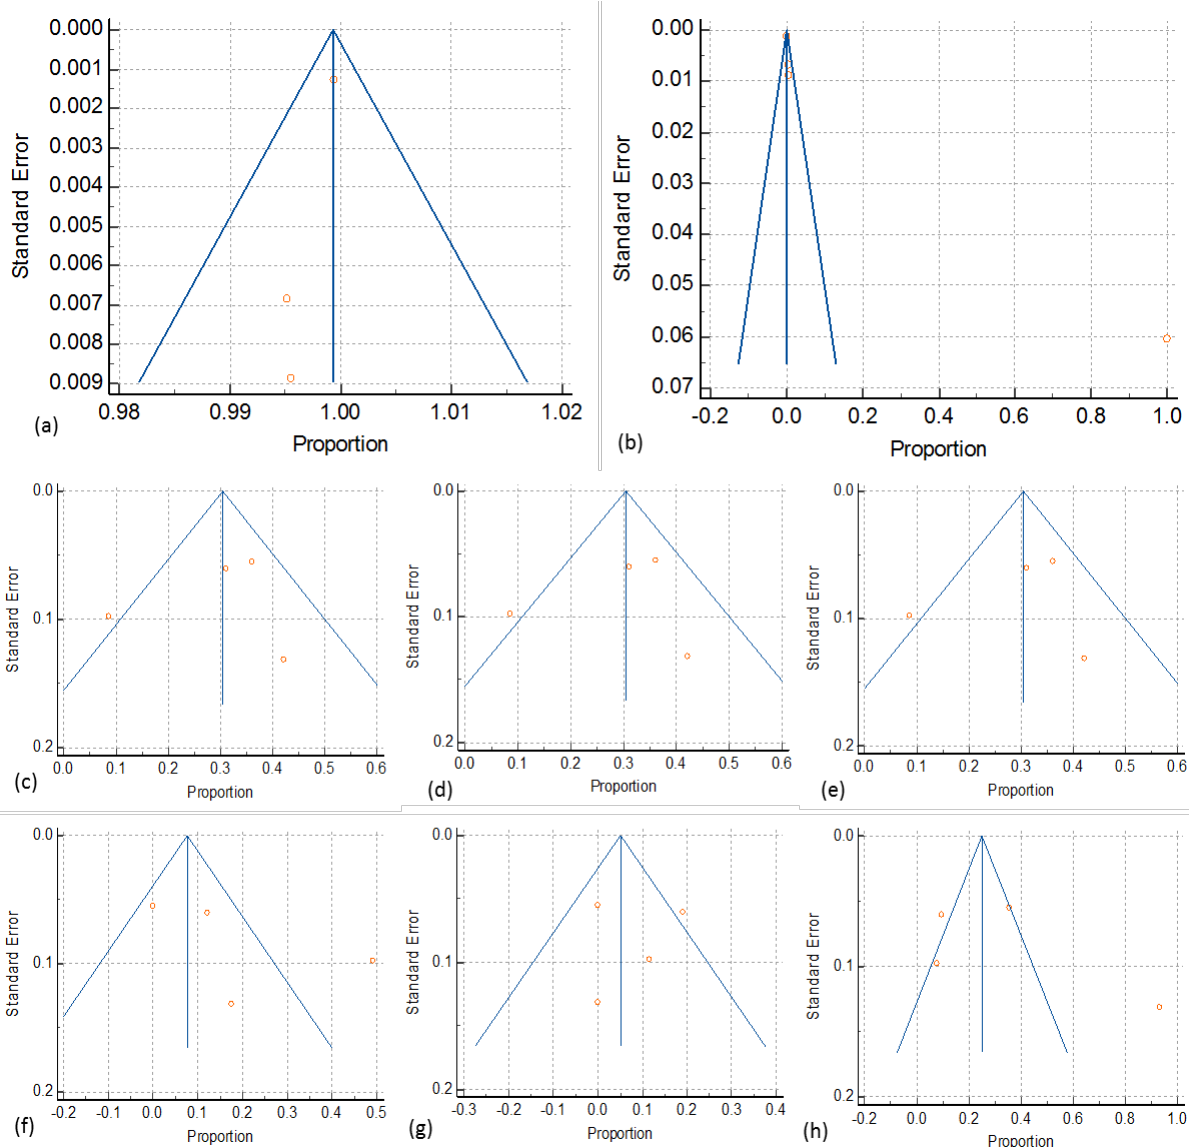 0.000
0.001
0.002
0.003
0.004
0.005
0.006
0.007
0.008
0.009
Standard Error
0.98 0.99 1.00 1.01 1.02
Proportion
(a)
0.00
0.01
0.02
0.03
0.04
0.05
0.06
0.07
Standard Error
-0.2 0.0 0.2 0.4 0.6 0.8 1.0
Proportion
(b)
0.0
0.1
0.2
Standard Error
0.0 0.1 0.2 0.3 0.4 0.5 0.6
Proportion
(c)
0.0
0.1
0.2
Standard Error
0.0 0.1 0.2 0.3 0.4 0.5 0.6
Proportion
(d)
0.0
0.1
0.2
Standard Error
0.0 0.1 0.2 0.3 0.4 0.5 0.6
Proportion
(e)
0.0
0.1
0.2
Standard Error
-0.2 -0.1 0.0 0.1 0.2 0.3 0.4 0.5
Proportion
(f)
0.0
0.1
0.2
Standard Error
-0.3 -0.2 -0.1 0.0 0.1 0.2 0.3 0.4
Proportion
(g)
0.0
0.1
0.2
Standard Error
-0.2 0.0 0.2 0.4 0.6 0.8 1.0
Proportion
(h)